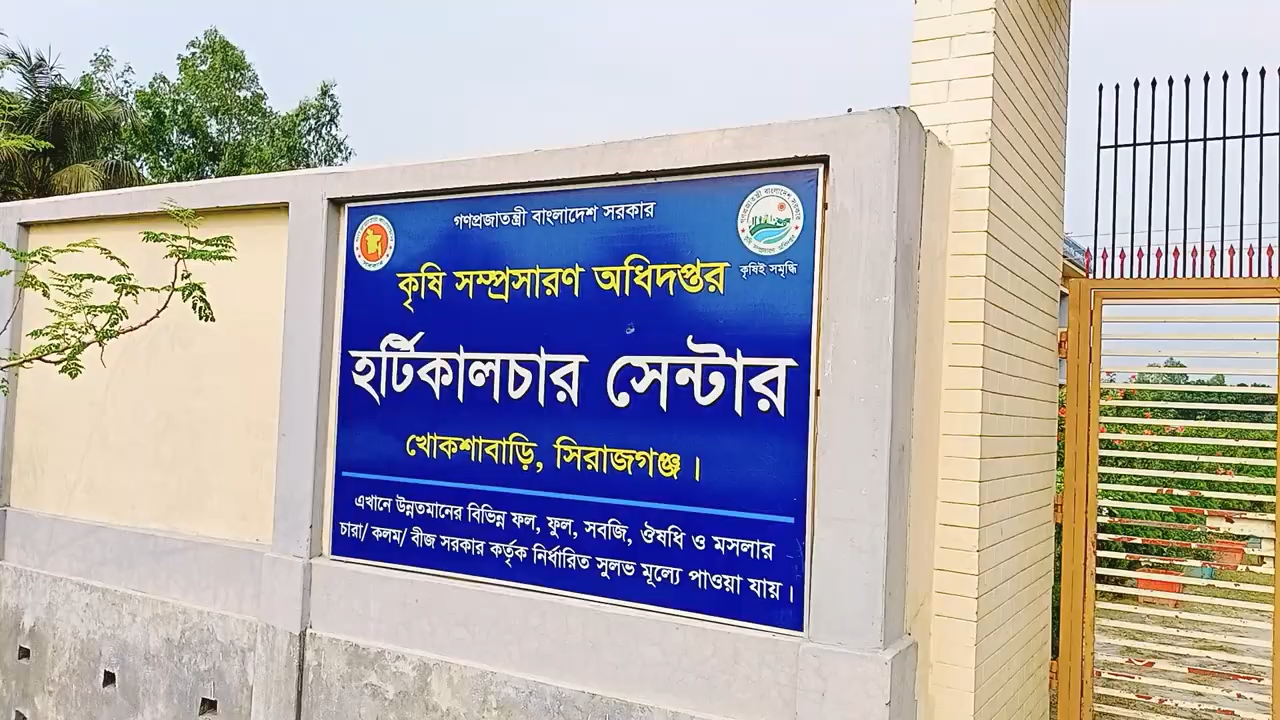 গণপ্রজাতন্ত্রী বাংলাদেশ সরকার
কৃষি সম্প্রসারণ অধিদপ্তর
কৃষিই সমৃদ্ধি
হর্টিকালচার সেন্টার
খোকশাবাড়ি, সিরাজগঞ্জ।
এখানে উন্নতমানের বিভিন্ন ফল, ফুল, সবজি, ঔষধি ও মসলার
চারা/ কলম/ বীজ সরকার কর্তৃক নির্ধারিত সুলভ মূল্যে পাওয়া যায়।